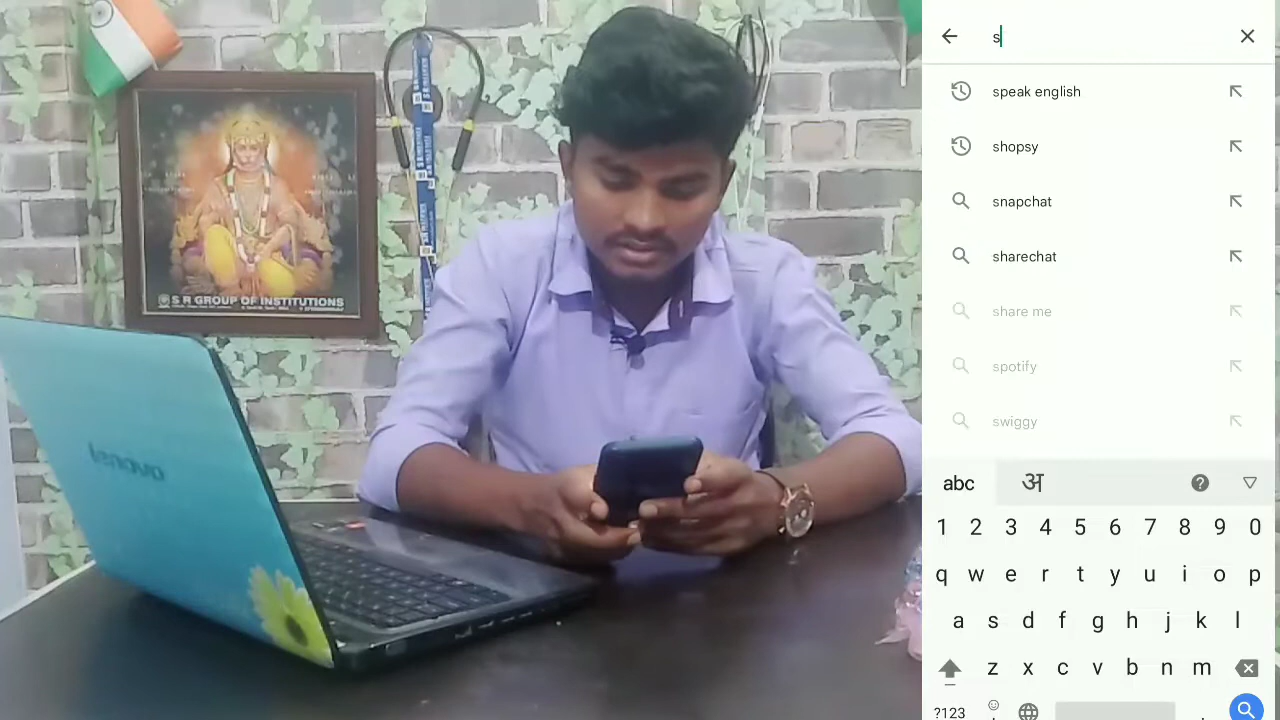 S R GROUP OF INSTITUTIONS
lenovo
s
speak english
shopsy
snapchat
sharechat
share me
spotify
swiggy
abc अ
1 2 3 4 5 6 7 8 9 0
q w e r t y u i o p
a s d f g h j k l
z x c v b n m
?123